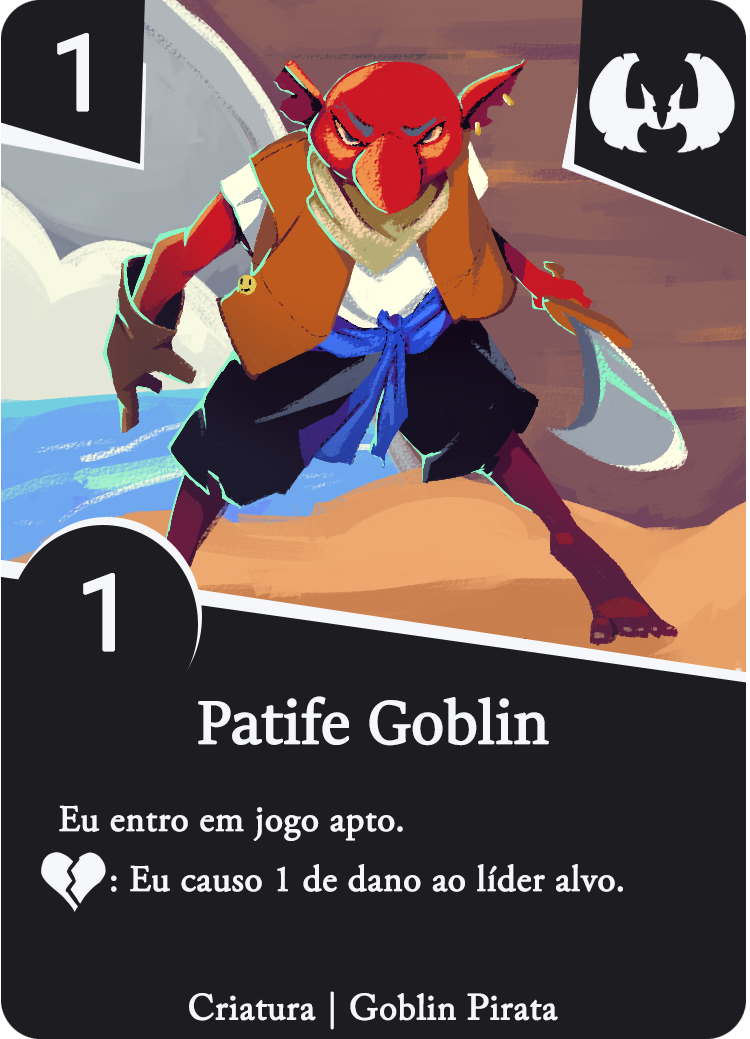 1
1
Patife Goblin
Eu entro em jogo apto.
: Eu causo 1 de dano ao líder alvo.
Criatura | Goblin Pirata